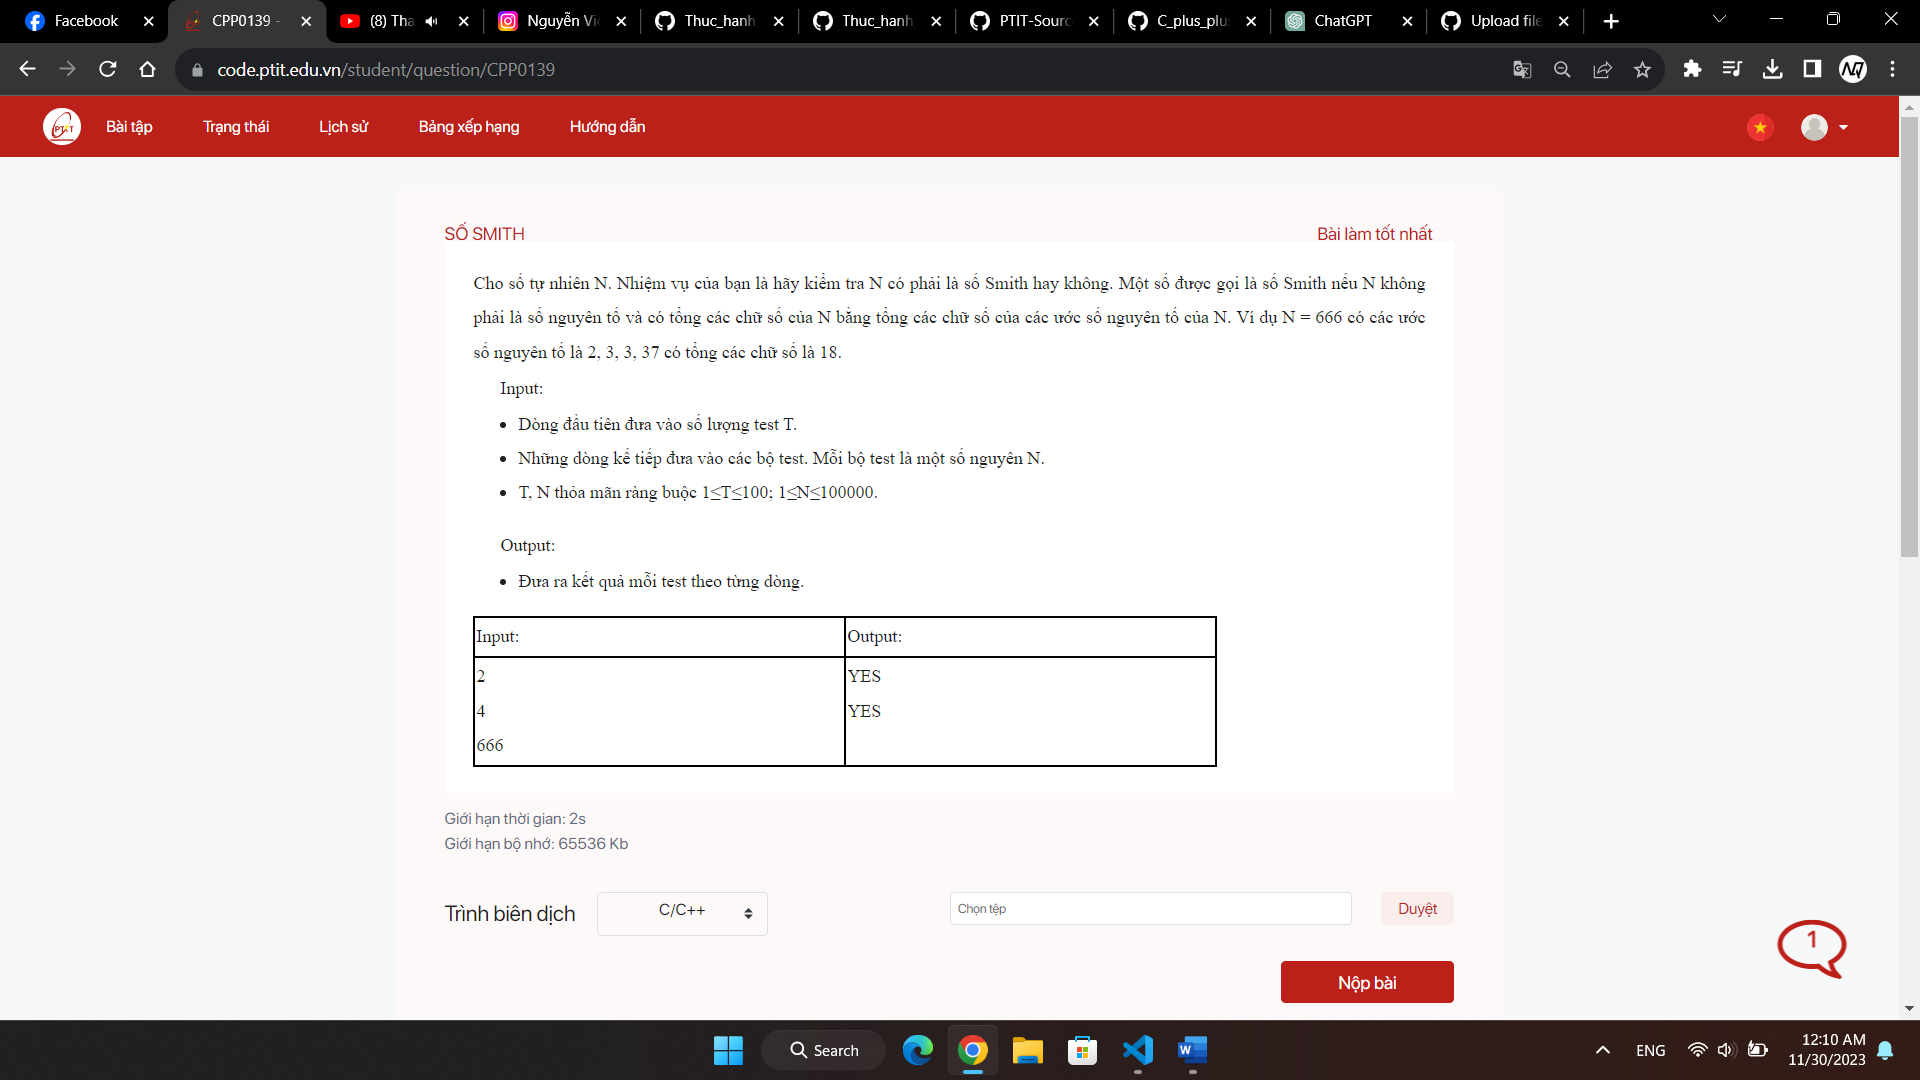 Facebook
CPP0139 -
(8) Tha
Nguyễn Vi
Thuc_hanh
Thuc_hanh
PTIT-Sourc
C_plus_plu
ChatGPT
Upload file
code.ptit.edu.vn/student/question/CPP0139
PTIT
Bài tập
Trạng thái
Lịch sử
Bảng xếp hạng
Hướng dẫn
SỐ SMITH
Bài làm tốt nhất
Cho số tự nhiên N. Nhiệm vụ của bạn là hãy kiểm tra N có phải là số Smith hay không. Một số được gọi là số Smith nếu N không
phải là số nguyên tố và có tổng các chữ số của N bằng tổng các chữ số của các ước số nguyên tố của N. Ví dụ N = 666 có các ước
số nguyên tố là 2, 3, 3, 37 có tổng các chữ số là 18.
Input:
• Dòng đầu tiên đưa vào số lượng test T.
• Những dòng kế tiếp đưa vào các bộ test. Mỗi bộ test là một số nguyên N.
• T, N thỏa mãn ràng buộc 1≤T≤100; 1≤N≤100000.
Output:
• Đưa ra kết quả mỗi test theo từng dòng.
Input: Output:
2 YES
4 YES
666
Giới hạn thời gian: 2s
Giới hạn bộ nhớ: 65536 Kb
Trình biên dịch
C/C++
Chọn tệp
Duyệt
1
Nộp bài
Search
ENG
12:10 AM
11/30/2023